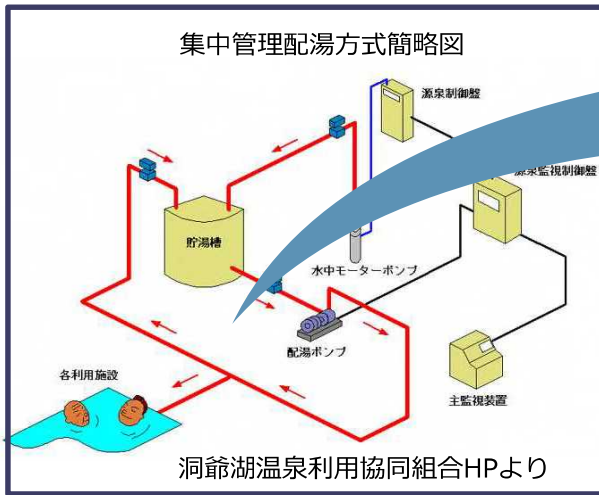 集中管理配湯方式簡略図
源泉制御盤
源泉監視制御盤
貯湯槽
水中モーターポンプ
配湯ポンプ
各利用施設
主監視装置
洞爺湖温泉利用協同組合HPより